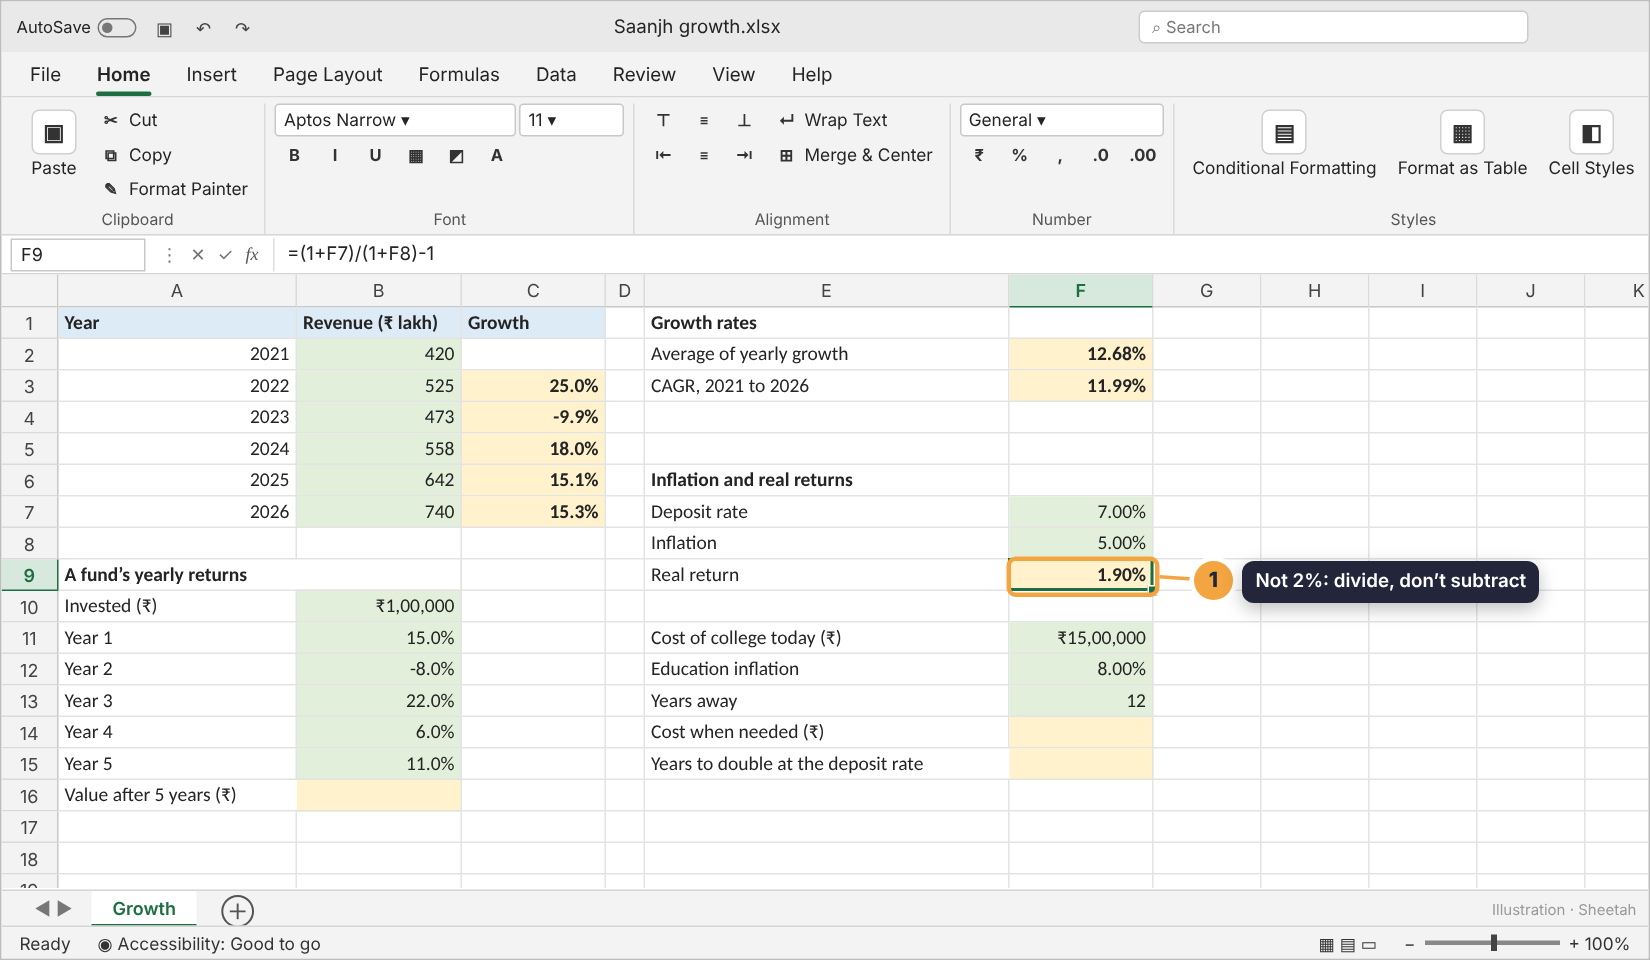 AutoSave
Saanjh growth.xlsx
Search
File Home Insert Page Layout Formulas Data Review View Help
Paste
Cut
Copy
Format Painter
Clipboard
Aptos Narrow ▾ 11 ▾
B I U A
Font
Wrap Text
Merge & Center
Alignment
General ▾
₹ % , .0 .00
Number
Conditional Formatting Format as Table Cell Styles
Styles
F9 fx =(1+F7)/(1+F8)-1
A B C D E F G H I J K
1 Year Revenue (₹ lakh) Growth Growth rates
2 2021 420 Average of yearly growth 12.68%
3 2022 525 25.0% CAGR, 2021 to 2026 11.99%
4 2023 473 -9.9%
5 2024 558 18.0%
6 2025 642 15.1% Inflation and real returns
7 2026 740 15.3% Deposit rate 7.00%
8 Inflation 5.00%
9 A fund’s yearly returns Real return 1.90% 1 Not 2%: divide, don’t subtract
10 Invested (₹) ₹1,00,000
11 Year 1 15.0% Cost of college today (₹) ₹15,00,000
12 Year 2 -8.0% Education inflation 8.00%
13 Year 3 22.0% Years away 12
14 Year 4 6.0% Cost when needed (₹)
15 Year 5 11.0% Years to double at the deposit rate
16 Value after 5 years (₹)
17
18
Growth
Illustration · Sheetah
Ready Accessibility: Good to go − + 100%